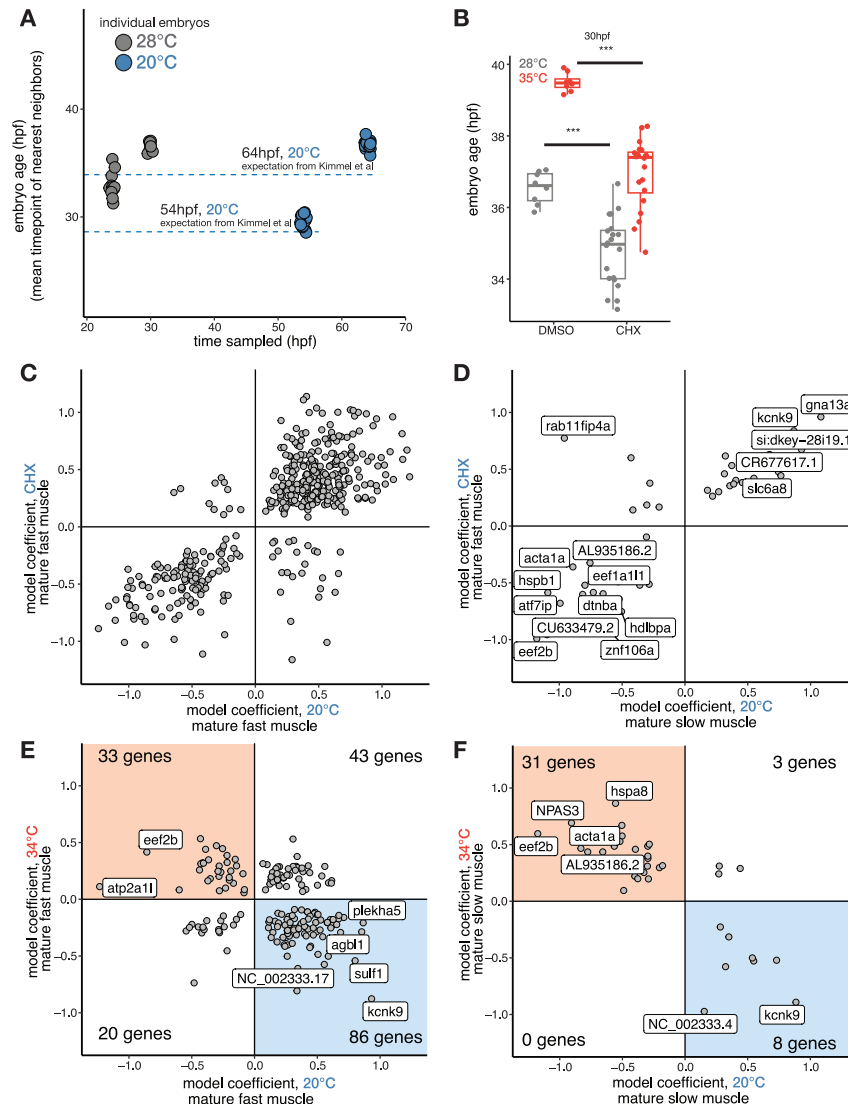 A
individual embryos
28°C
20°C
embryo age (hpf)
(mean timepoint of nearest neighbors)
40
30
64hpf, 20°C
expectation from Kimmel et al
54hpf, 20°C
expectation from Kimmel et al
20 30 40 50 60 70
time sampled (hpf)
B
30hpf
***
28°C
35°C
***
embryo age (hpf)
40
38
36
34
DMSO CHX
C
model coefficient, CHX
mature fast muscle
1.0
0.5
0.0
−0.5
−1.0
−1.0 −0.5 0.0 0.5 1.0
model coefficient, 20°C
mature fast muscle
D
model coefficient, CHX
mature slow muscle
1.0
0.5
0.0
−0.5
−1.0
gna13a
kcnk9
rab11fip4a
si:dkey-28i19.1
CR677617.1
slc6a8
AL935186.2
acta1a
eef1a1l1
hspb1
atf7ip
dtnba
CU633479.2
hdlbpa
eef2b
znf106a
−1.0 −0.5 0.0 0.5 1.0
model coefficient, 20°C
mature slow muscle
E
33 genes
43 genes
model coefficient, 34°C
mature fast muscle
1.0
0.5
0.0
−0.5
−1.0
eef2b
atp2a1l
plekha5
agbl1
NC_002333.17
sulf1
kcnk9
20 genes
86 genes
−1.0 −0.5 0.0 0.5 1.0
model coefficient, 20°C
mature fast muscle
F
31 genes
3 genes
model coefficient, 34°C
mature slow muscle
1.0
0.5
0.0
−0.5
−1.0
hspa8
NPAS3
eef2b
acta1a
AL935186.2
kcnk9
NC_002333.4
0 genes
8 genes
−1.0 −0.5 0.0 0.5 1.0
model coefficient, 20°C
mature slow muscle